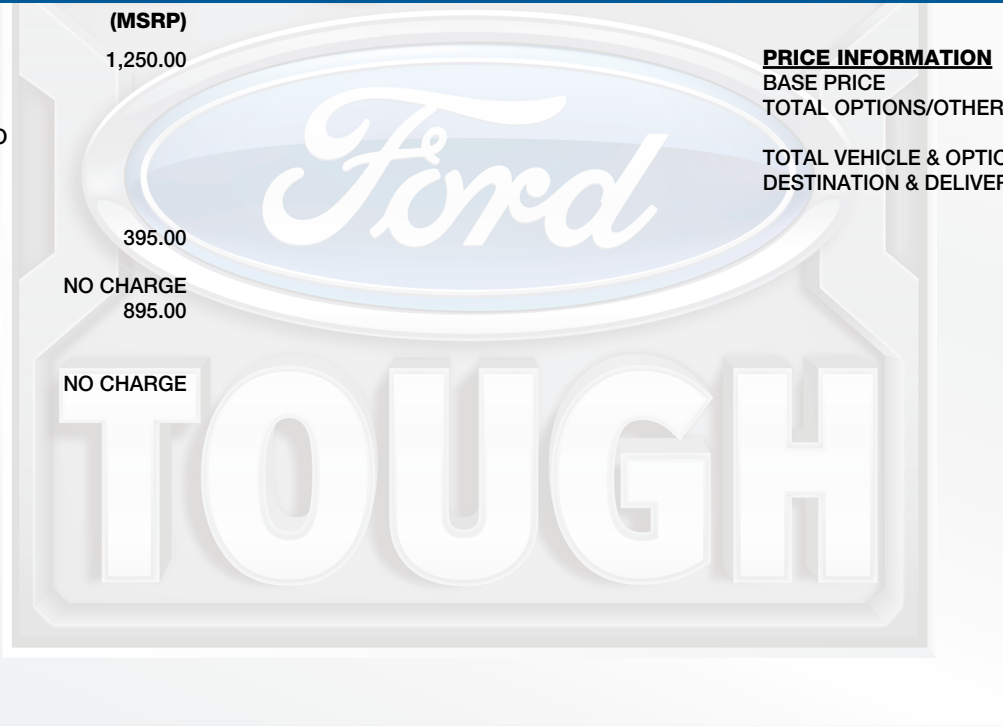 (MSRP)
1,250.00
395.00
NO CHARGE
895.00
NO CHARGE
PRICE INFORMATION
BASE PRICE
TOTAL OPTIONS/OTHER
TOTAL VEHICLE & OPTIO
DESTINATION & DELIVER
Ford
TOUGH